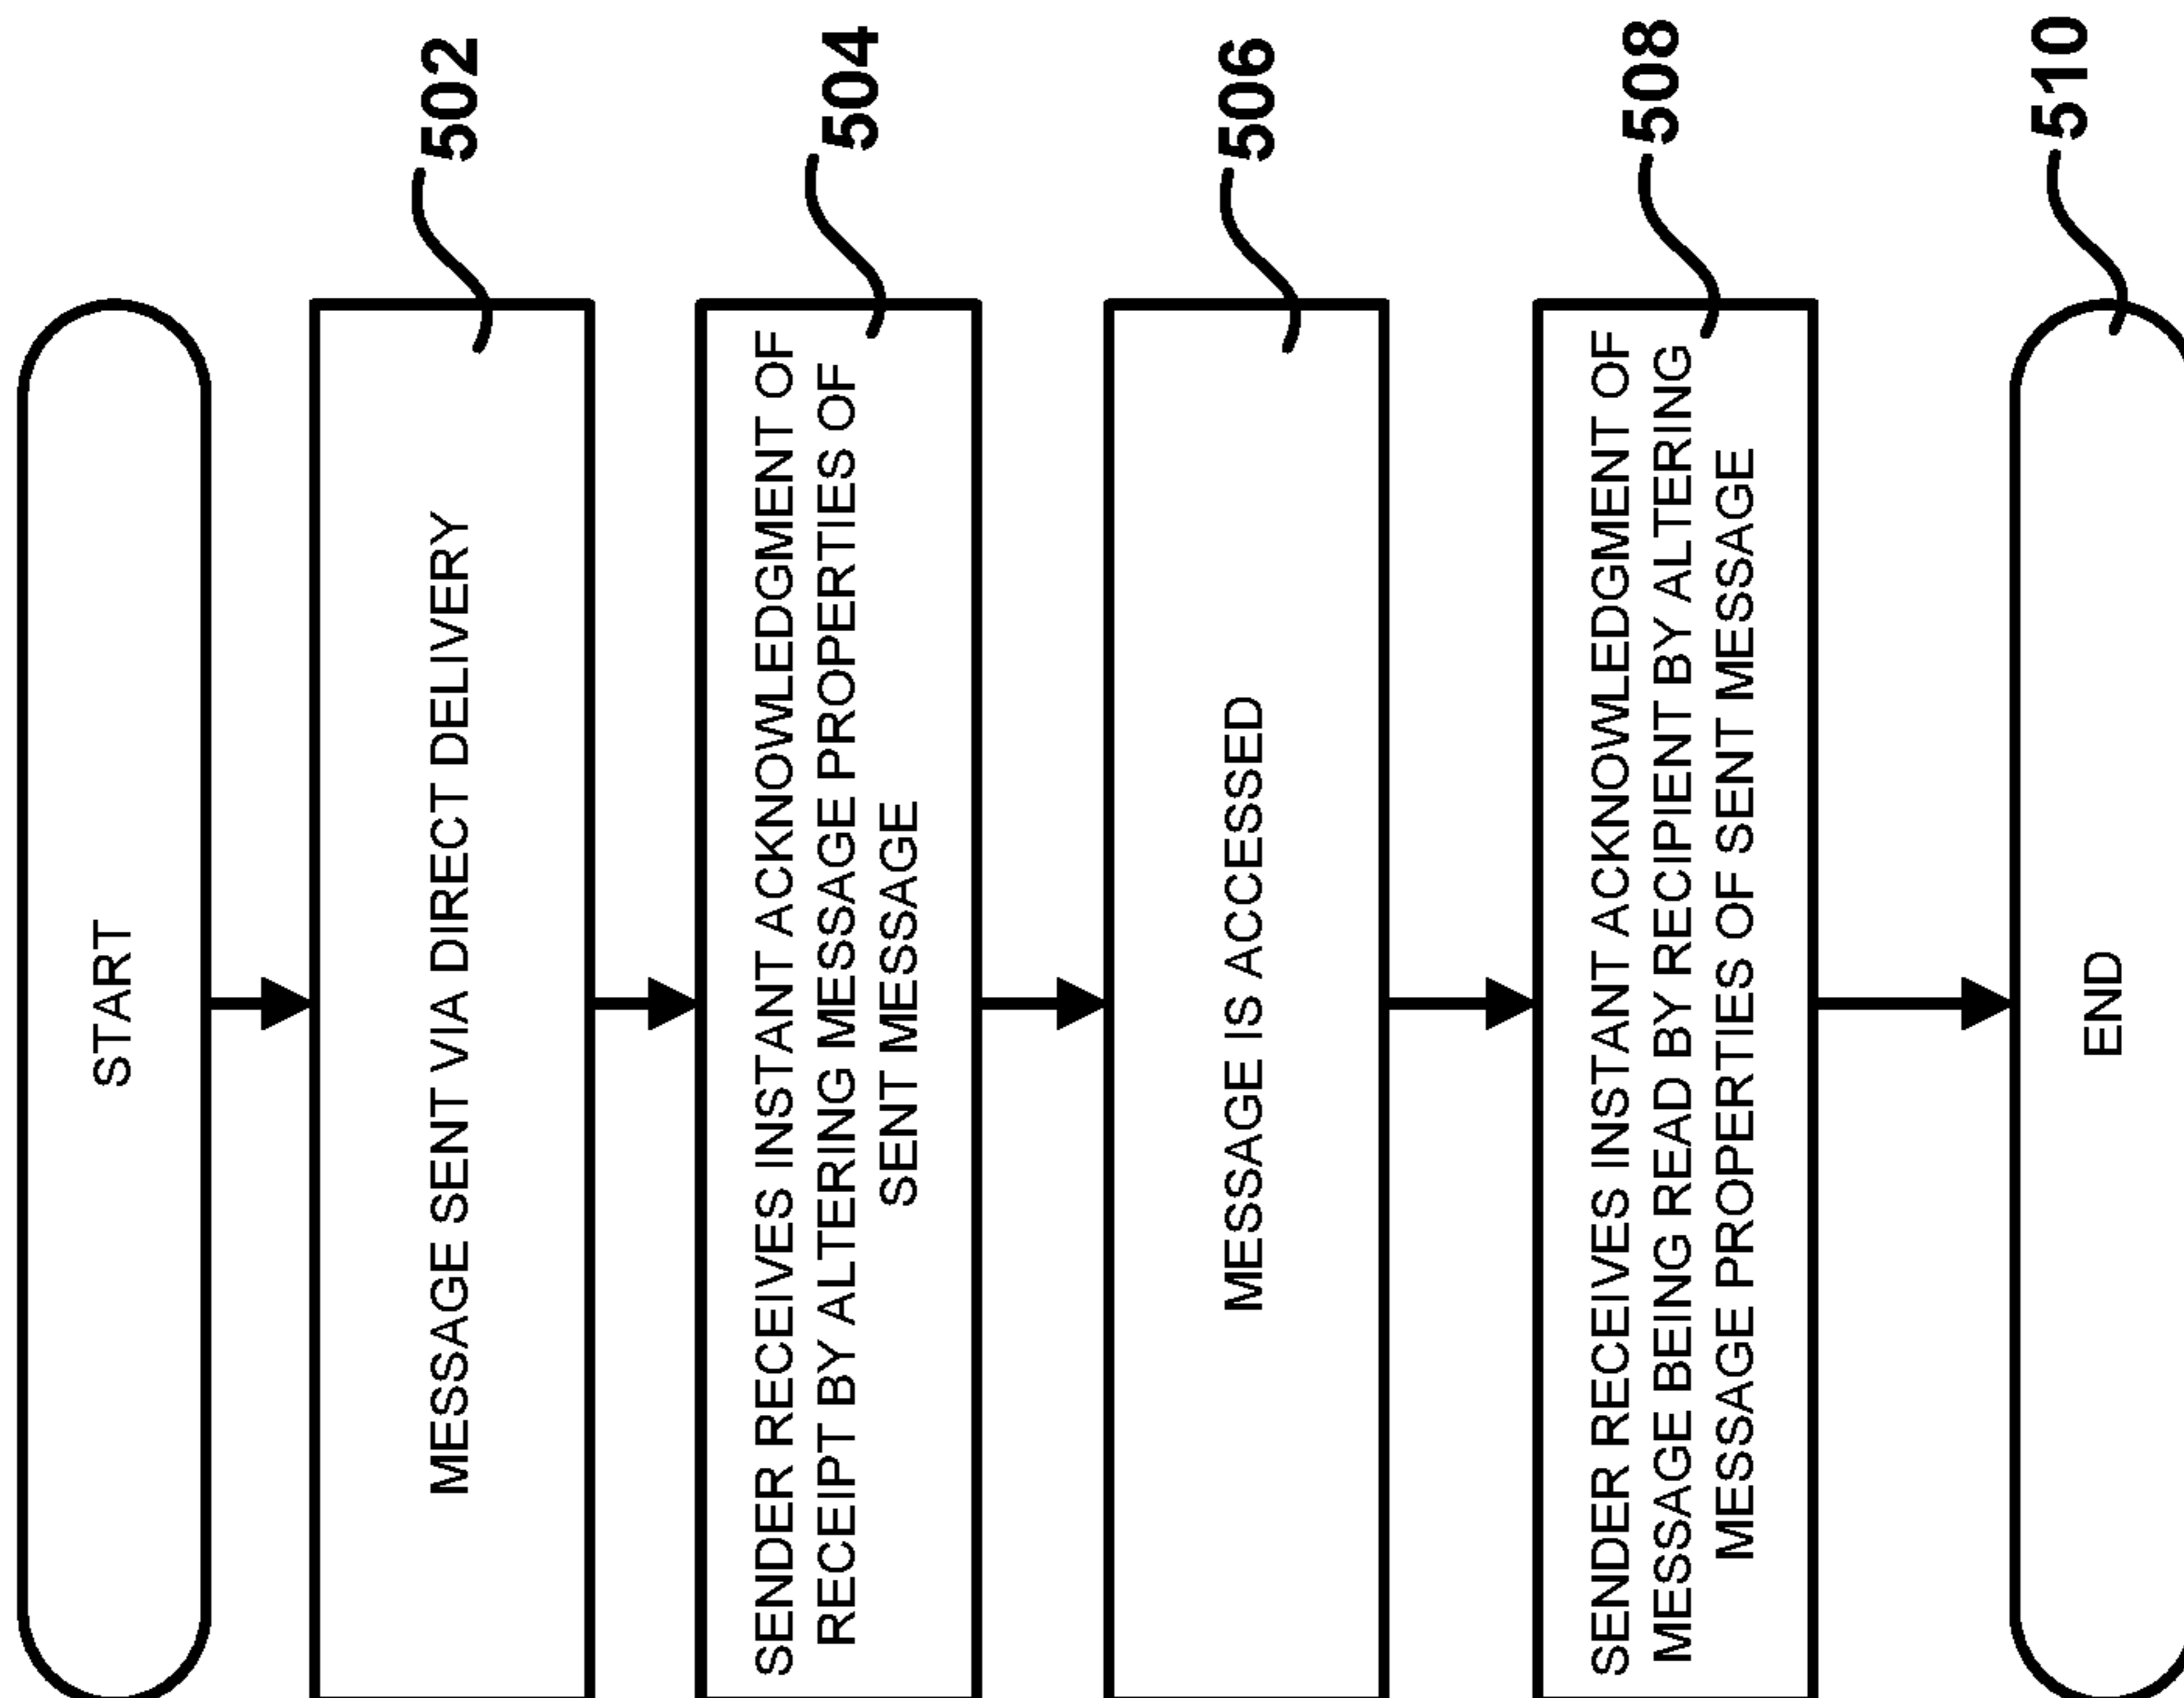 START
502
MESSAGE SENT VIA DIRECT DELIVERY
504
SENDER RECEIVES INSTANT ACKNOWLEDGMENT OF
RECEIPT BY ALTERING MESSAGE PROPERTIES OF
SENT MESSAGE
506
MESSAGE IS ACCESSED
508
SENDER RECEIVES INSTANT ACKNOWLEDGMENT OF
MESSAGE BEING READ BY RECIPIENT BY ALTERING
MESSAGE PROPERTIES OF SENT MESSAGE
510
END